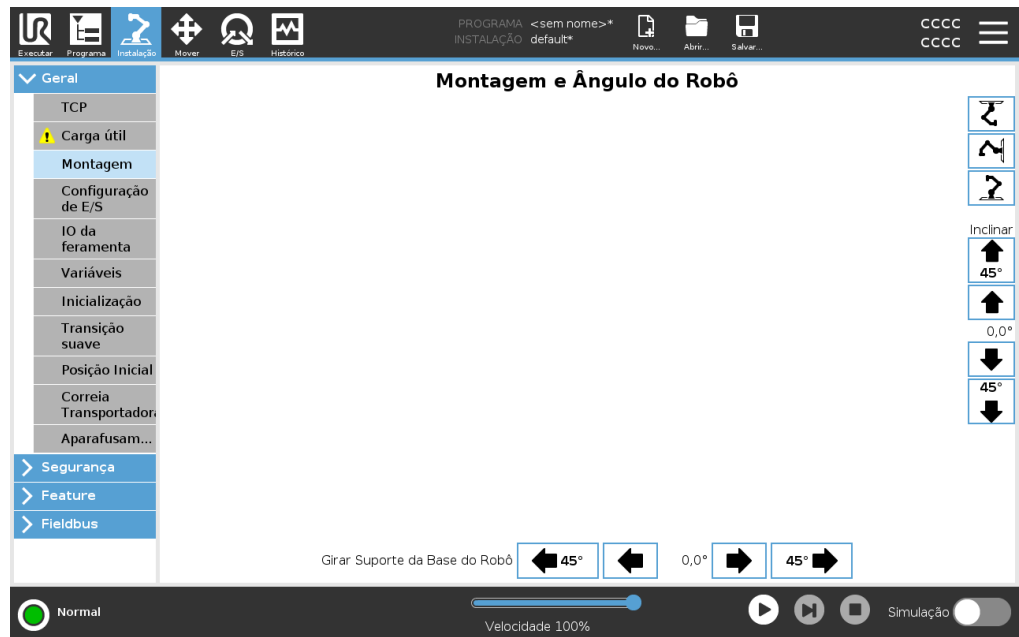 PROGRAMA <sem nome>*
INSTALAÇÃO default*
cccc
cccc
Executar Programa Instalação Mover E/S Histórico Novo... Abrir... Salvar...
Geral
TCP
Carga útil
Montagem
Configuração
de E/S
IO da
feramenta
Variáveis
Inicialização
Transição
suave
Posição Inicial
Correia
Transportadora
Aparafusam...
Segurança
Feature
Fieldbus
Montagem e Ângulo do Robô
Inclinar
45°
0,0°
45°
Girar Suporte da Base do Robô 45° 0,0° 45°
Normal
Velocidade 100%
Simulação